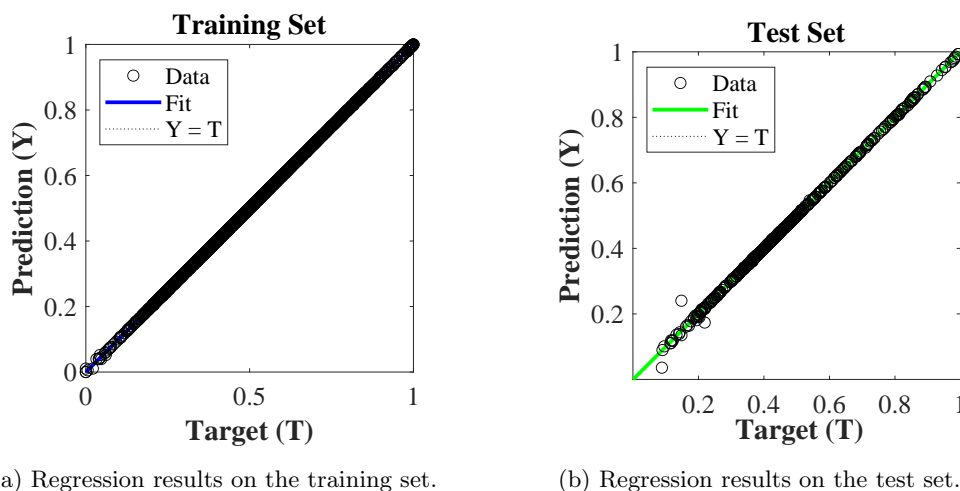 Training Set
1
0.8
0.6
0.4
0.2
0
0
0.5
1
Prediction (Y)
Target (T)
Data
Fit
Y = T
a) Regression results on the training set.
Test Set
1
0.8
0.6
0.4
0.2
0.2
0.4
0.6
0.8
1
Prediction (Y)
Target (T)
Data
Fit
Y = T
(b) Regression results on the test set.